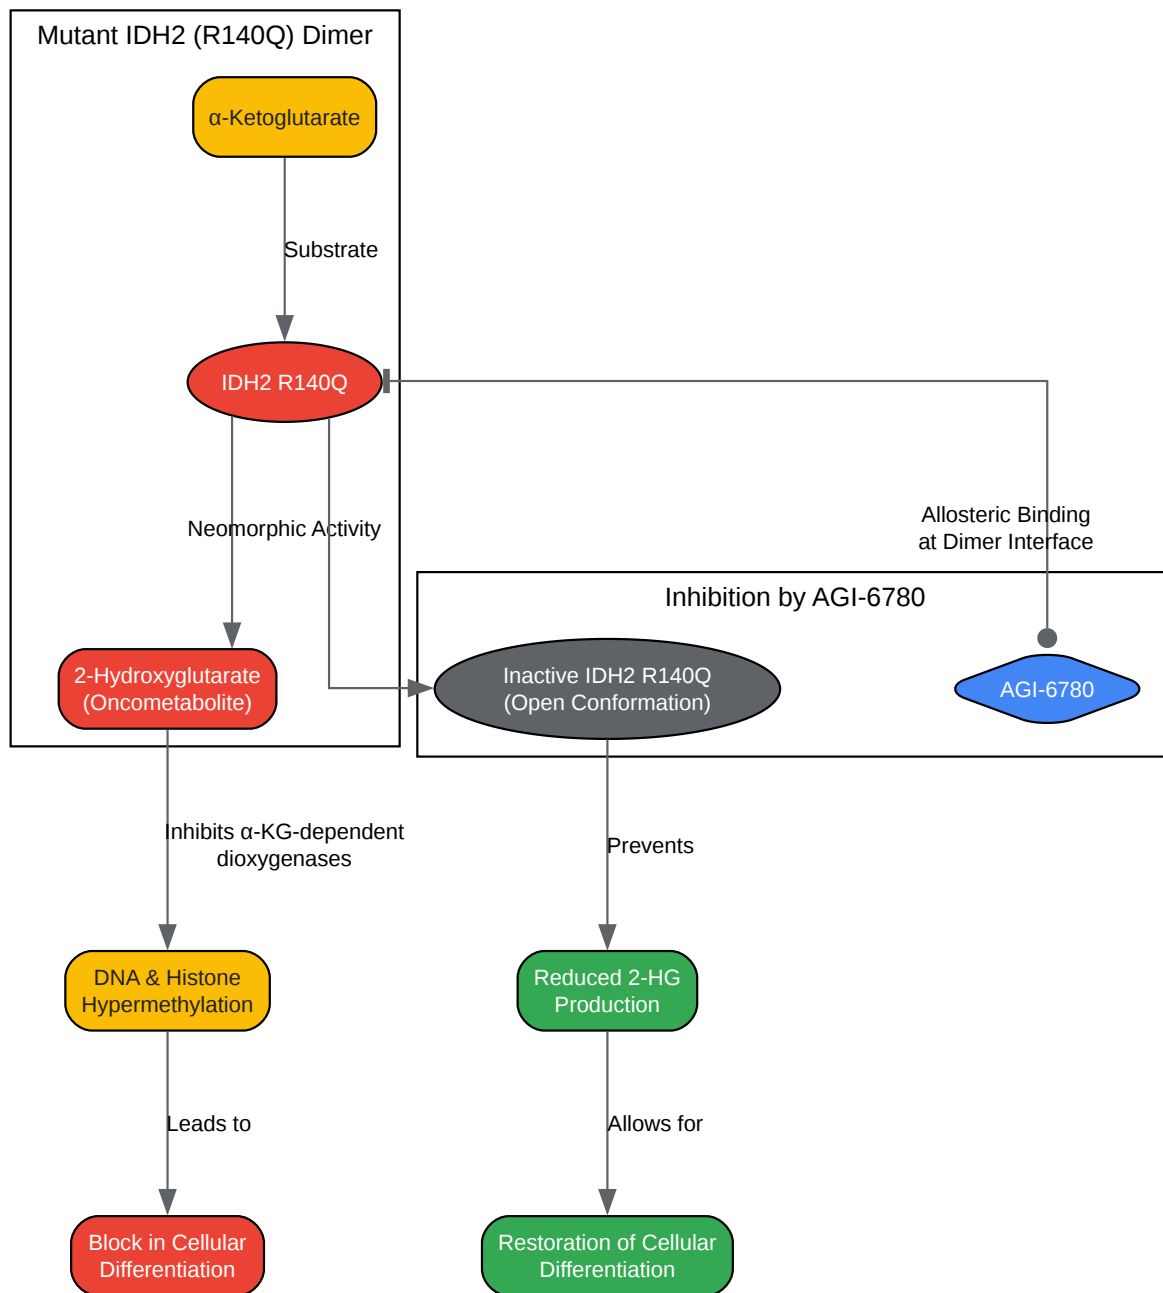 Mutant IDH2 (R140Q) Dimer
α-Ketoglutarate
Substrate
IDH2 R140Q
Neomorphic Activity
Allosteric Binding
at Dimer Interface
Inhibition by AGI-6780
2-Hydroxyglutarate
(Oncometabolite)
Inactive IDH2 R140Q
(Open Conformation)
AGI-6780
Inhibits α-KG-dependent
dioxygenases
Prevents
DNA & Histone
Hypermethylation
Reduced 2-HG
Production
Leads to
Allows for
Block in Cellular
Differentiation
Restoration of Cellular
Differentiation